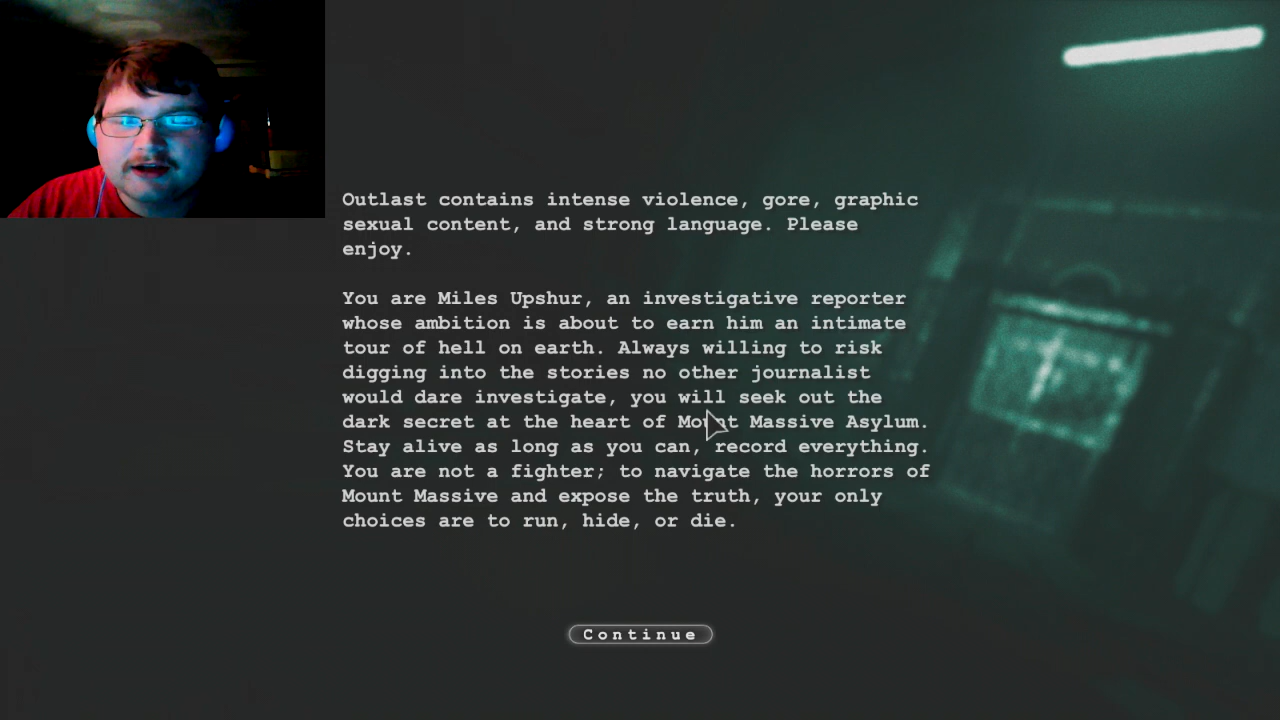 Outlast contains intense violence, gore, graphic
sexual content, and strong language. Please
enjoy.
You are Miles Upshur, an investigative reporter
whose ambition is about to earn him an intimate
tour of hell on earth. Always willing to risk
digging into the stories no other journalist
would dare investigate, you will seek out the
dark secret at the heart of Mount Massive Asylum.
Stay alive as long as you can, record everything.
You are not a fighter; to navigate the horrors of
Mount Massive and expose the truth, your only
choices are to run, hide, or die.
Continue